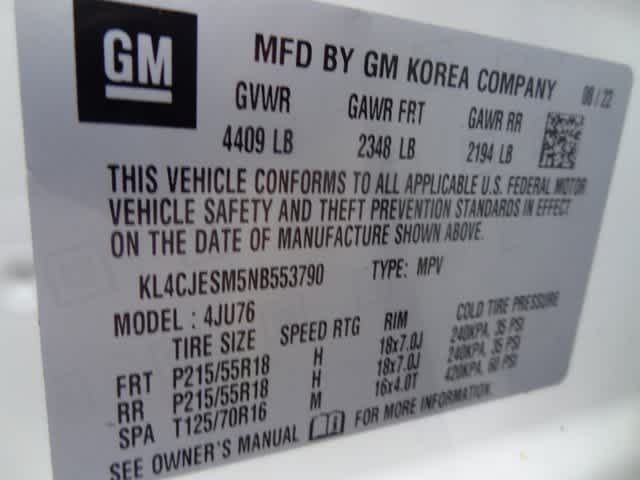 GM
MFD BY GM KOREA COMPANY 08/22
GVWR GAWR FRT GAWR RR
4409 LB 2348 LB 2194 LB
THIS VEHICLE CONFORMS TO ALL APPLICABLE U.S. FEDERAL MOTOR
VEHICLE SAFETY AND THEFT PREVENTION STANDARDS IN EFFECT
ON THE DATE OF MANUFACTURE SHOWN ABOVE.
KL4CJESM5NB553790 TYPE: MPV
MODEL : 4JU76
TIRE SIZE SPEED RTG RIM COLD TIRE PRESSURE
FRT P215/55R18 H 18x7.0J 240KPA, 35 PSI
RR P215/55R18 H 18x7.0J 240KPA, 35 PSI
SPA T125/70R16 M 16x4.0T 420KPA, 60 PSI
SEE OWNER'S MANUAL FOR MORE INFORMATION.